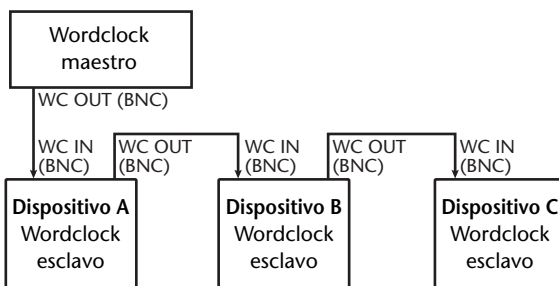 Wordclock
maestro
WC OUT (BNC)
WC IN
(BNC)
WC OUT
(BNC)
WC IN
(BNC)
WC OUT
(BNC)
WC IN
(BNC)
Dispositivo A
Wordclock
esclavo
Dispositivo B
Wordclock
esclavo
Dispositivo C
Wordclock
esclavo